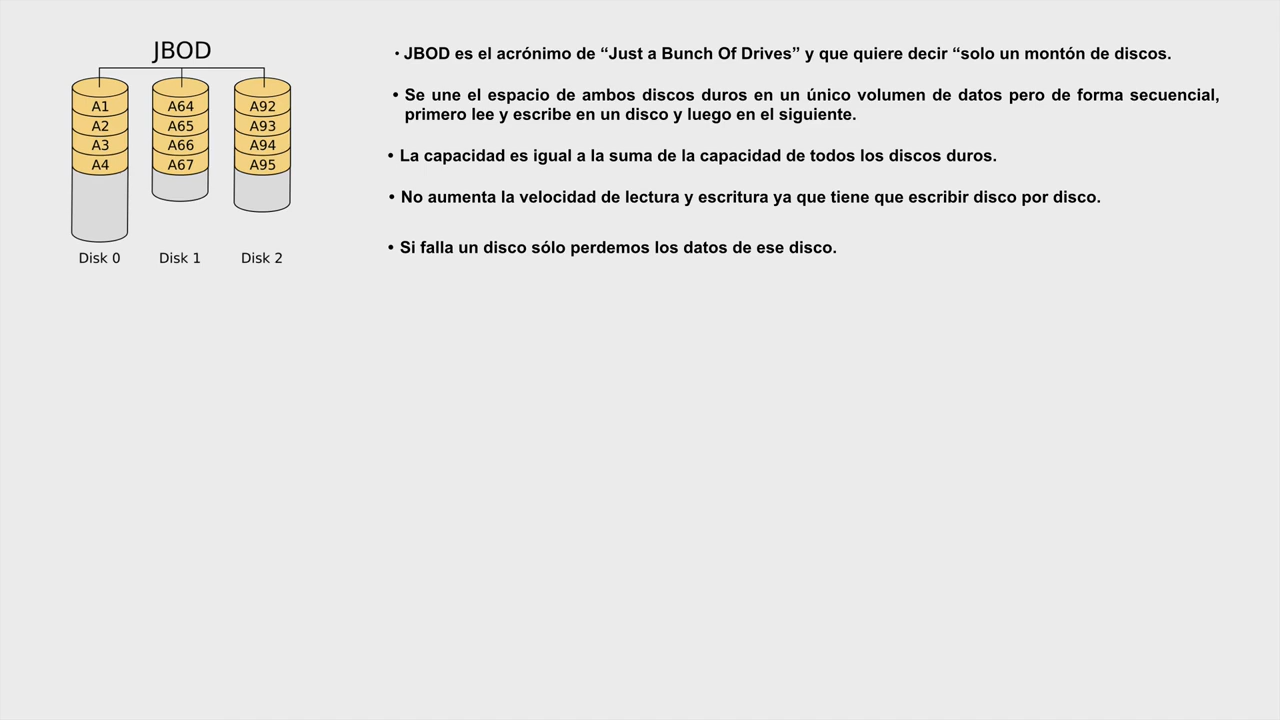 JBOD
A1 A64 A92
A2 A65 A93
A3 A66 A94
A4 A67 A95
Disk 0 Disk 1 Disk 2
• JBOD es el acrónimo de “Just a Bunch Of Drives” y que quiere decir “solo un montón de discos.
• Se une el espacio de ambos discos duros en un único volumen de datos pero de forma secuencial,
primero lee y escribe en un disco y luego en el siguiente.
• La capacidad es igual a la suma de la capacidad de todos los discos duros.
• No aumenta la velocidad de lectura y escritura ya que tiene que escribir disco por disco.
• Si falla un disco sólo perdemos los datos de ese disco.